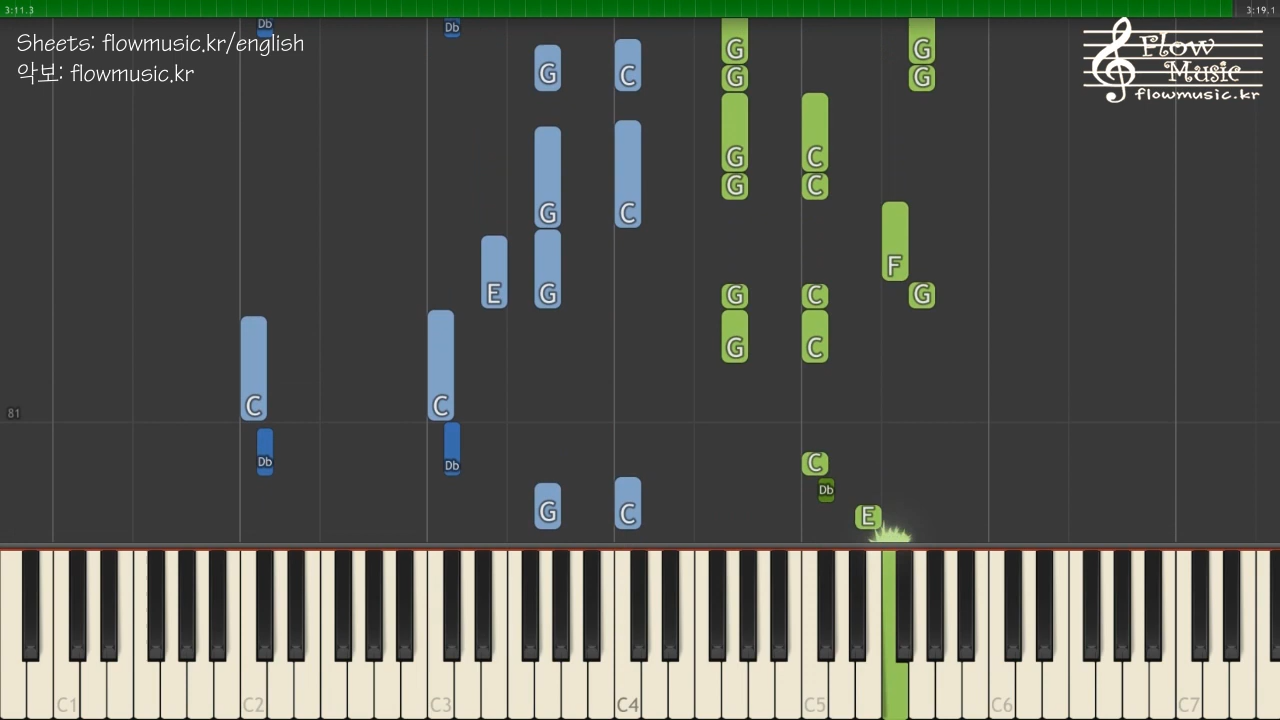 3:11.3
3:19.1
Db Db
Sheets: flowmusic.kr/english
악보: flowmusic.kr
Flow
Music
flowmusic.kr
G G
G C G G
G C
G C
G C
F
E G G C G
G C
C C
81
Db Db C
Db
G C E
C1 C2 C3 C4 C5 C6 C7